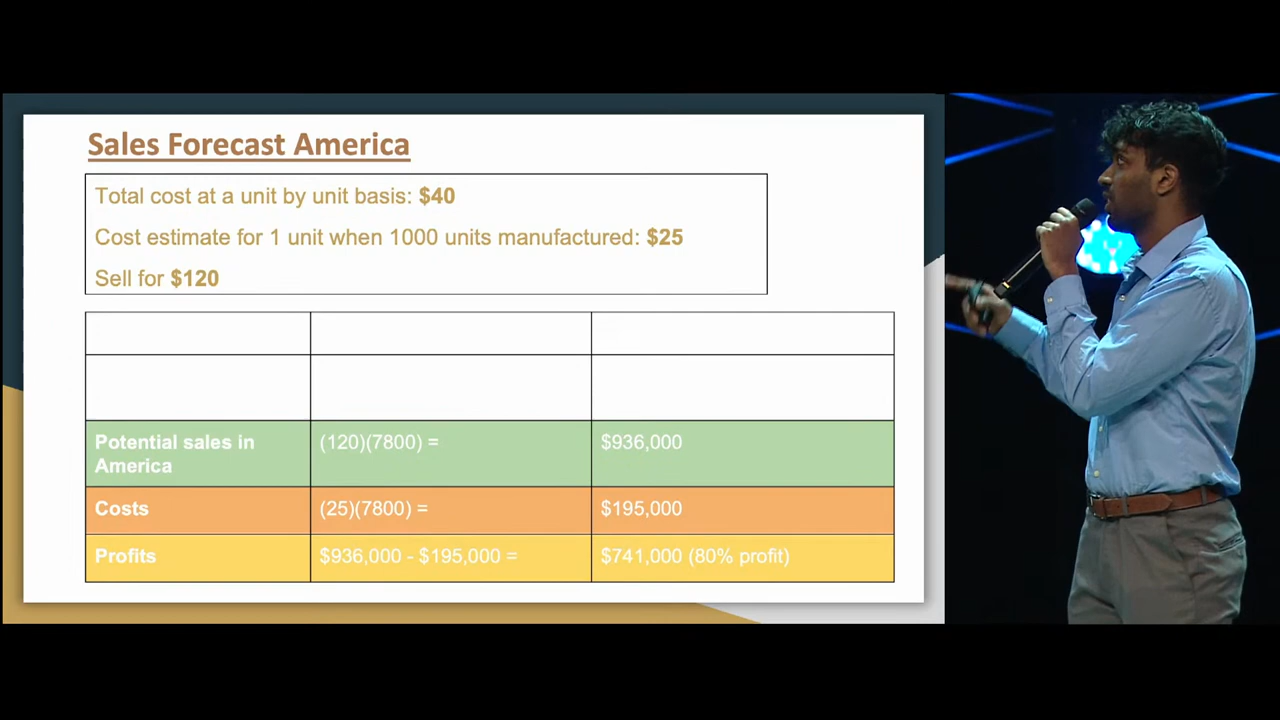 Sales Forecast America
Total cost at a unit by unit basis: $40
Cost estimate for 1 unit when 1000 units manufactured: $25
Sell for $120
Potential sales in America (120)(7800) = $936,000
Costs (25)(7800) = $195,000
Profits $936,000 - $195,000 = $741,000 (80% profit)